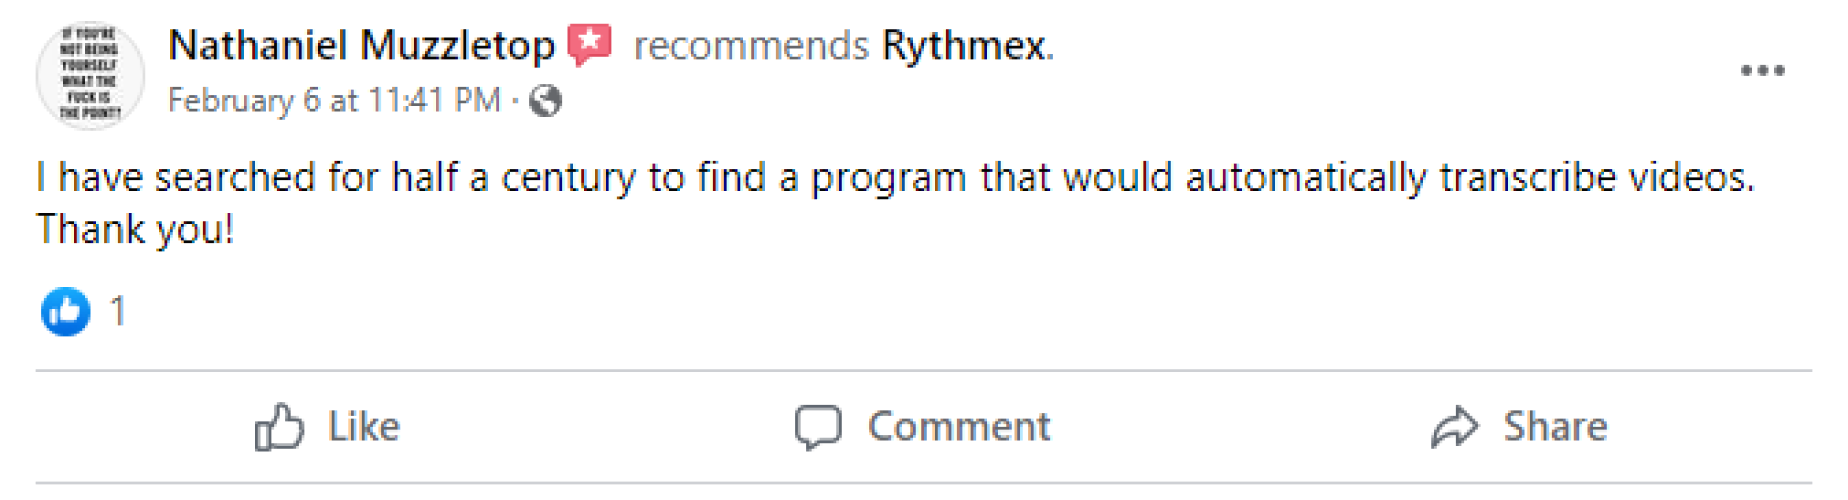 IF YOU'RE
NOT BEING
YOURSELF
WHAT THE
FUCK IS
THE POINT?
Nathaniel Muzzletop recommends Rythmex.
February 6 at 11:41 PM ·
I have searched for half a century to find a program that would automatically transcribe videos.
Thank you!
1
Like Comment Share